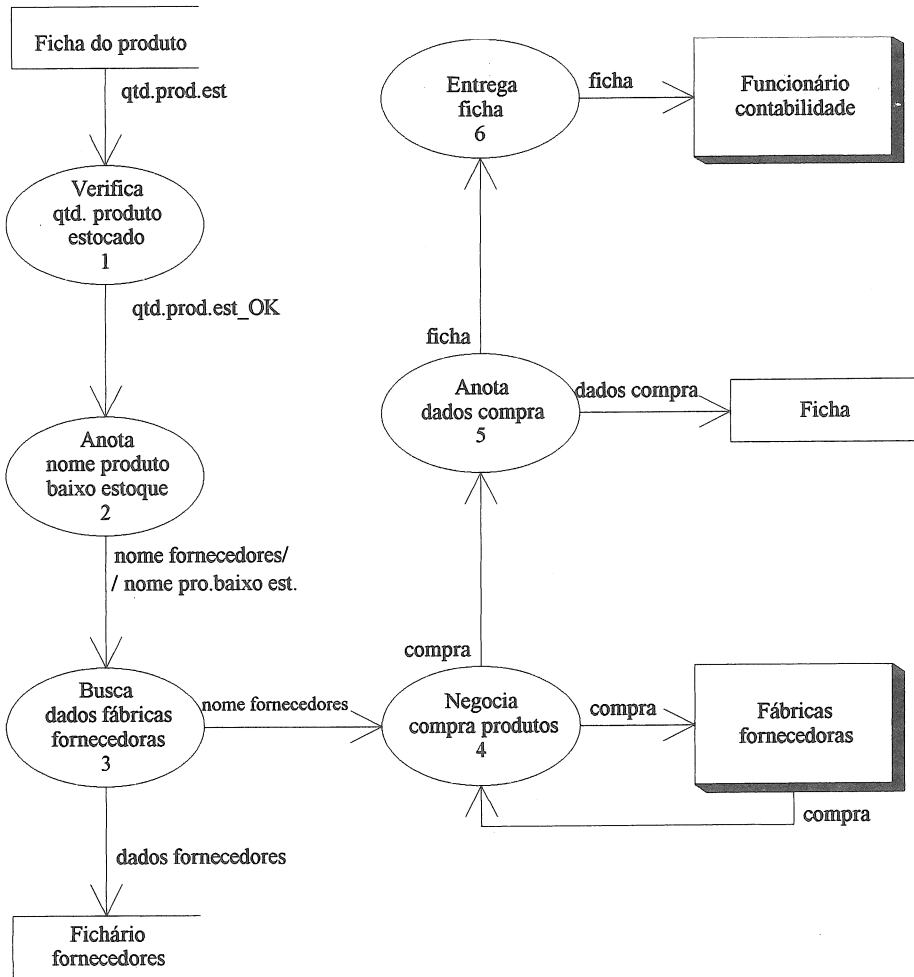 Ficha do produto
qtd.prod.est
Verifica
qtd. produto
estocado
1
qtd.prod.est_OK
Anota
nome produto
baixo estoque
2
nome fornecedores/
/ nome pro.baixo est.
Busca
dados fábricas
fornecedoras
3
dados fornecedores
Fichário
fornecedores
nome fornecedores
Negocia
compra produtos
4
compra
Fábricas
fornecedoras
compra
compra
Anota
dados compra
5
dados compra
Ficha
ficha
Entrega
ficha
6
ficha
Funcionário
contabilidade